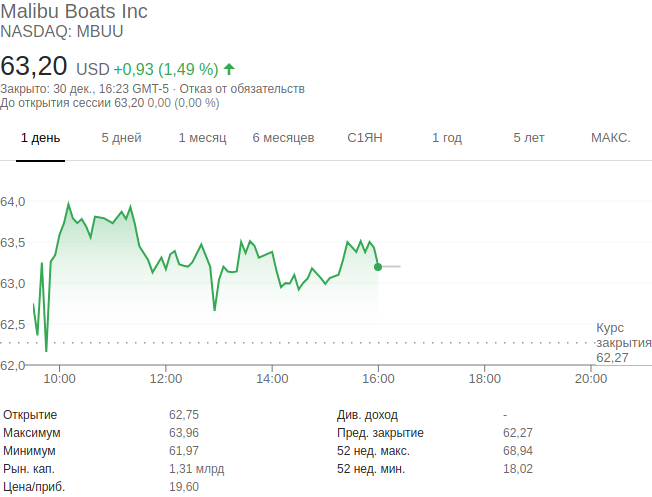 Malibu Boats Inc
NASDAQ: MBUU
63,20 USD +0,93 (1,49 %)
Закрыто: 30 дек., 16:23 GMT-5 · Отказ от обязательств
До открытия сессии 63,20 0,00 (0,00 %)
1 день 5 дней 1 месяц 6 месяцев С1ЯН 1 год 5 лет МАКС.
64,0
63,5
63,0
62,5
62,0
Курс
закрытия
62,27
10:00 12:00 14:00 16:00 18:00 20:00
Открытие 62,75 Див. доход -
Максимум 63,96 Пред. закрытие 62,27
Минимум 61,97 52 нед. макс. 68,94
Рын. кап. 1,31 млрд 52 нед. мин. 18,02
Цена/приб. 19,60